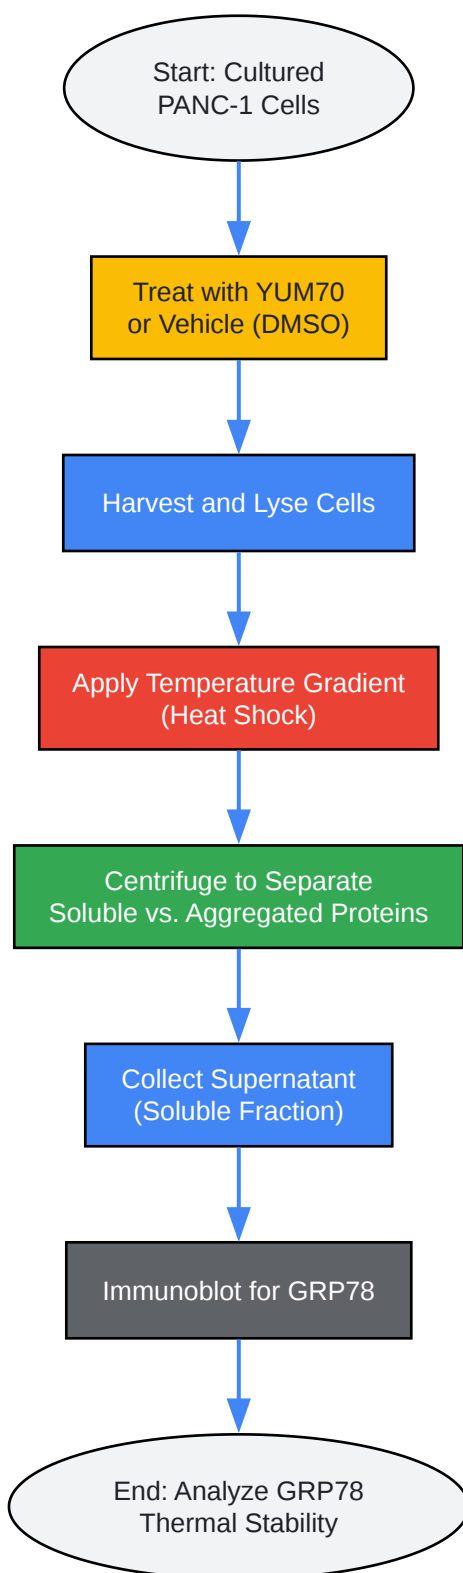 Start: Cultured
PANC-1 Cells
Treat with YUM70
or Vehicle (DMSO)
Harvest and Lyse Cells
Apply Temperature Gradient
(Heat Shock)
Centrifuge to Separate
Soluble vs. Aggregated Proteins
Collect Supernatant
(Soluble Fraction)
Immunoblot for GRP78
End: Analyze GRP78
Thermal Stability